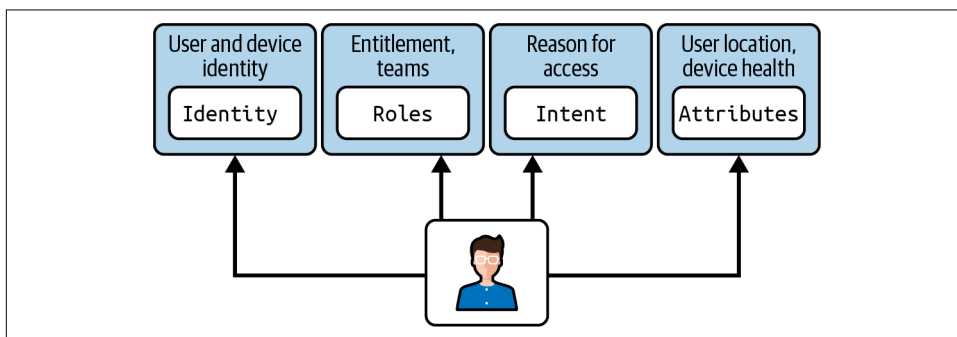 User and device
identity
Identity
Entitlement,
teams
Roles
Reason for
access
Intent
User location,
device health
Attributes